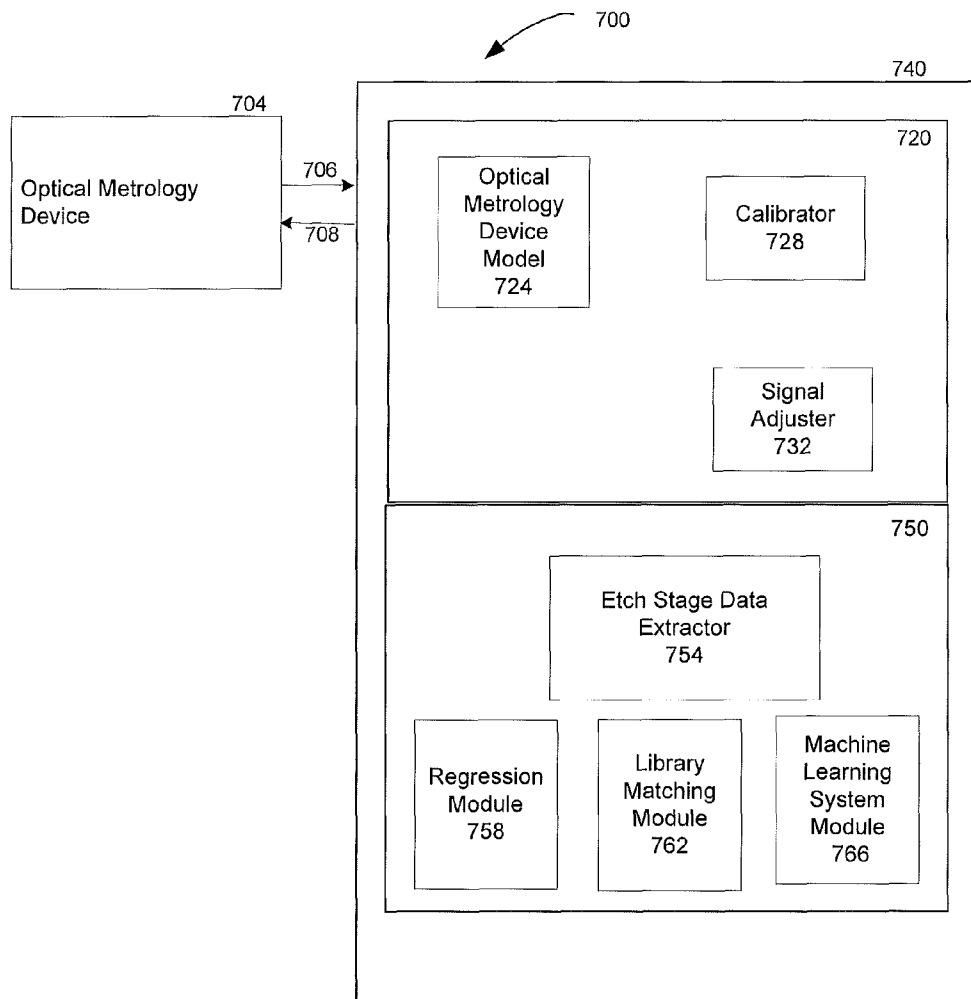 700
740
704
720
706
Optical Metrology
Device
708
Optical
Metrology
Device
Model
724
Calibrator
728
Signal
Adjuster
732
750
Etch Stage Data
Extractor
754
Regression
Module
758
Library
Matching
Module
762
Machine
Learning
System
Module
766